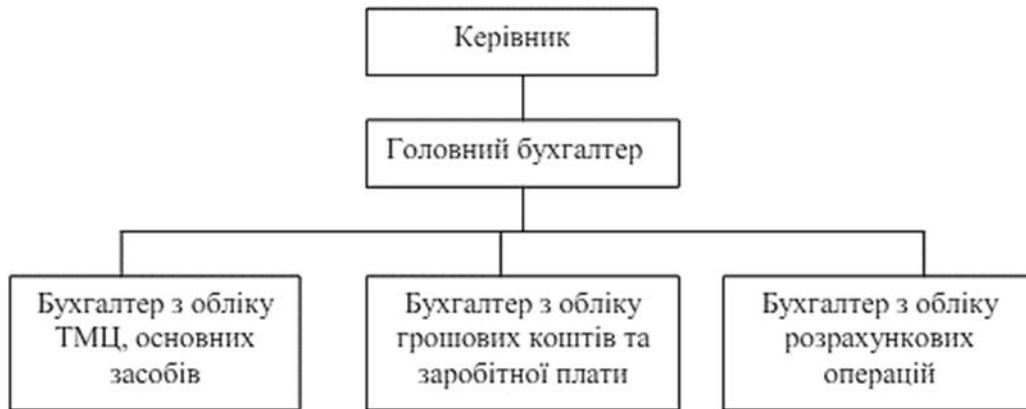 Керівник
Головний бухгалтер
Бухгалтер з обліку
ТМЦ, основних
засобів
Бухгалтер з обліку
грошових коштів та
заробітної плати
Бухгалтер з обліку
розрахункових
операцій